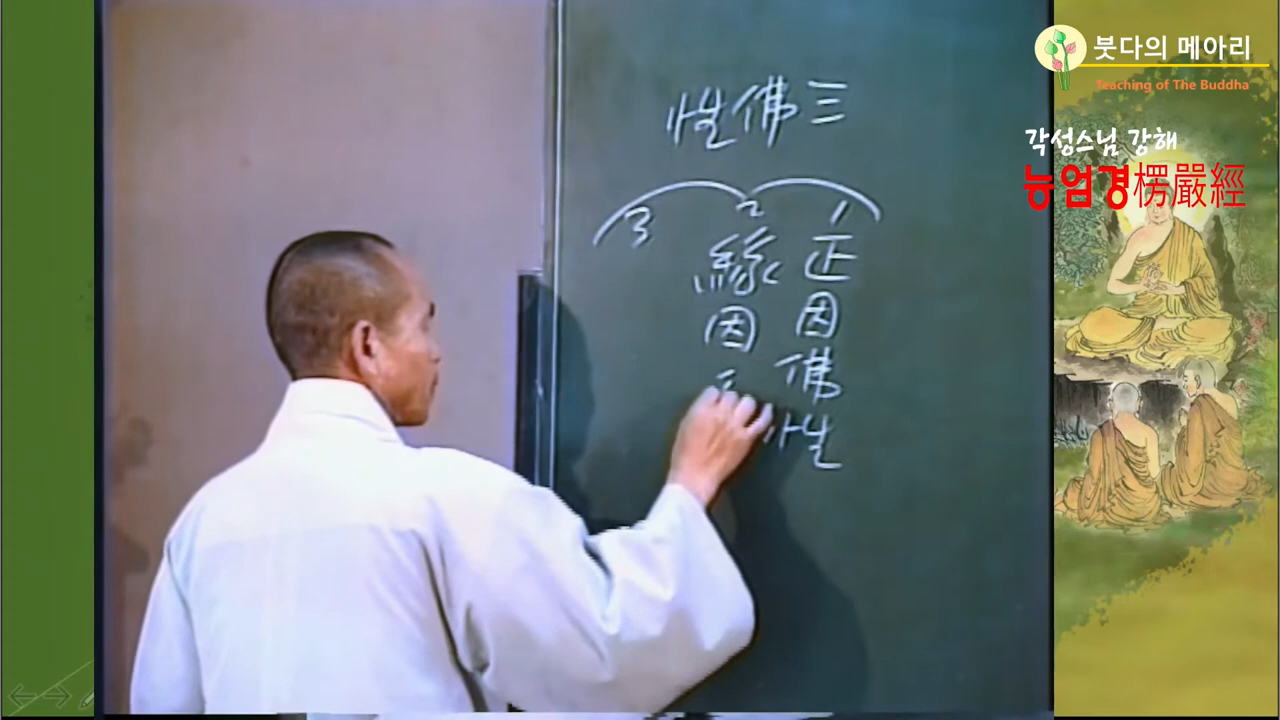 붓다의 메아리
Teaching of The Buddha
각성스님 강해
능엄경楞嚴經
三佛性
1 正因佛性
2 緣因
3